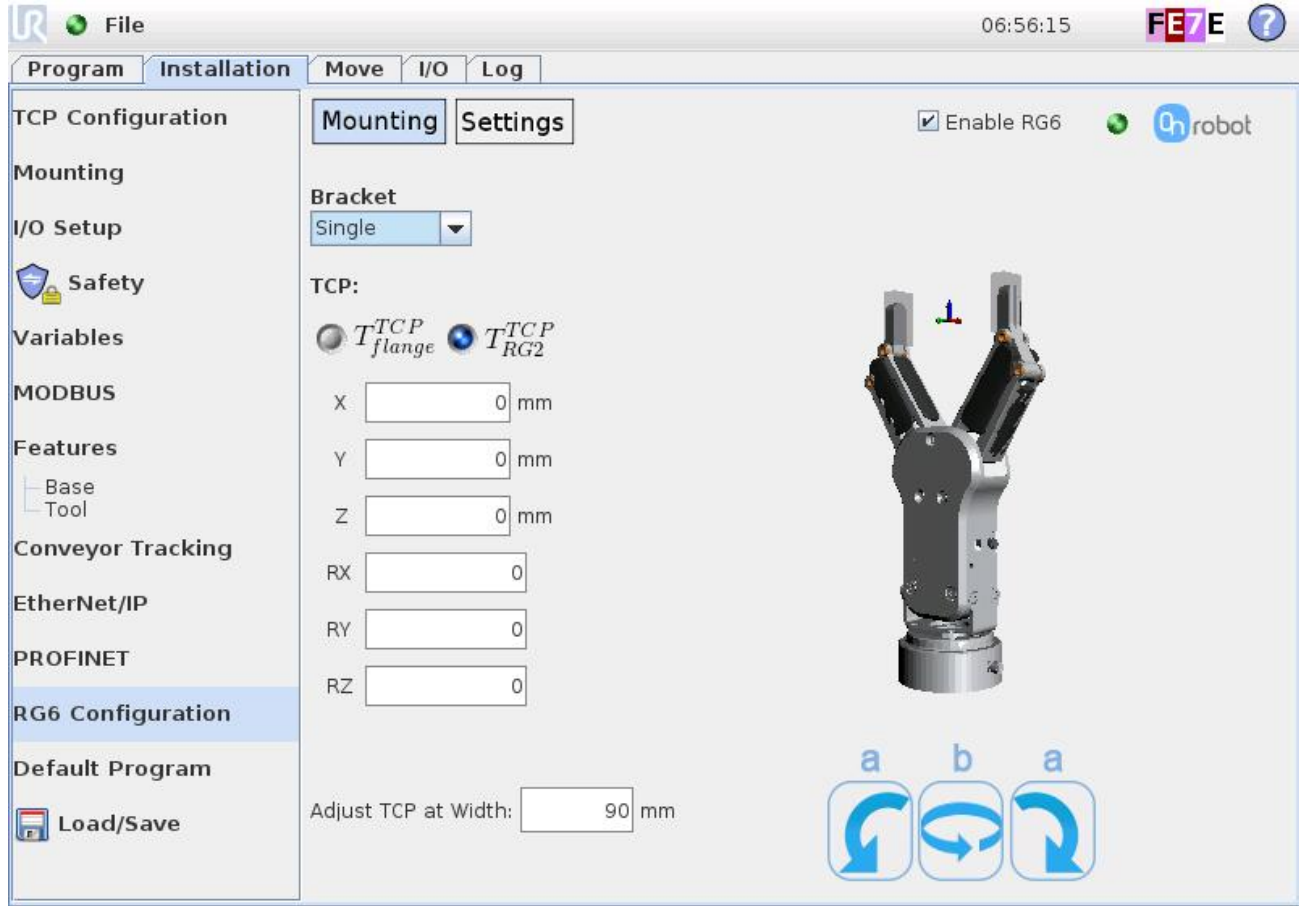 UR File 06:56:15 FE7E ?
Program Installation Move I/O Log
TCP Configuration
Mounting
I/O Setup
Safety
Variables
MODBUS
Features
Base
Tool
Conveyor Tracking
EtherNet/IP
PROFINET
RG6 Configuration
Default Program
Load/Save
Mounting Settings
Enable RG6 On robot
Bracket
Single
TCP:
T TCP flange T TCP RG2
X 0 mm
Y 0 mm
Z 0 mm
RX 0
RY 0
RZ 0
Adjust TCP at Width: 90 mm
a b a